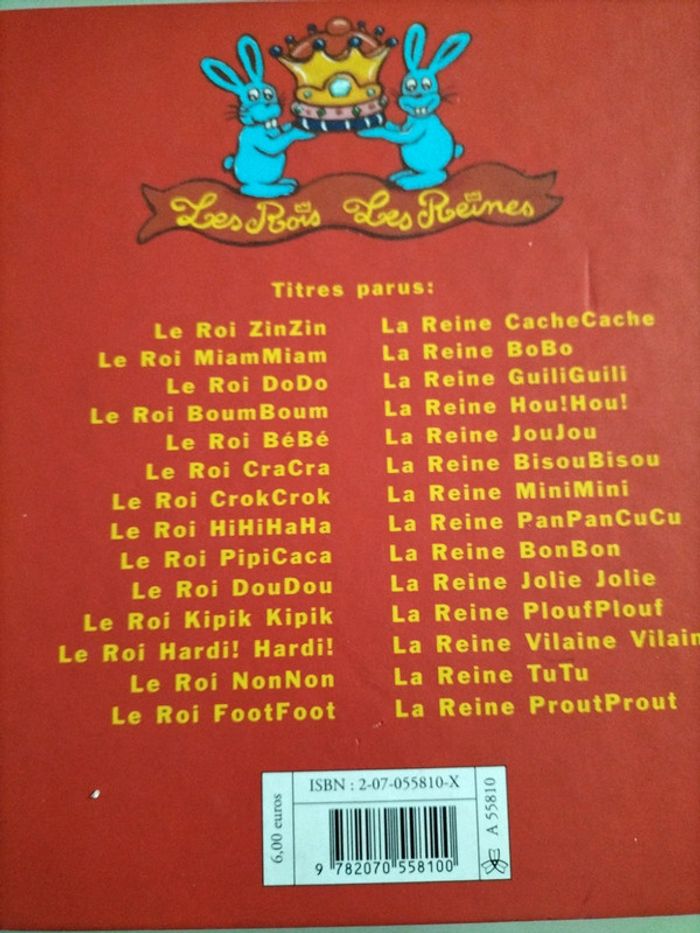 Les Rois Les Reines
Titres parus:
Le Roi ZinZin
Le Roi MiamMiam
Le Roi DoDo
Le Roi BoumBoum
Le Roi BéBé
Le Roi CraCra
Le Roi CrokCrok
Le Roi HiHiHaHa
Le Roi PipiCaca
Le Roi DouDou
Le Roi Kipik Kipik
Le Roi Hardi! Hardi!
Le Roi NonNon
Le Roi FootFoot
La Reine CacheCache
La Reine BoBo
La Reine GuiliGuili
La Reine Hou!Hou!
La Reine JouJou
La Reine BisouBisou
La Reine MiniMini
La Reine PanPanCuCu
La Reine BonBon
La Reine Jolie Jolie
La Reine PloufPlouf
La Reine Vilaine Vilain
La Reine TuTu
La Reine ProutProut
6,00 euros
ISBN : 2-07-055810-X
9 782070 558100
A 55810